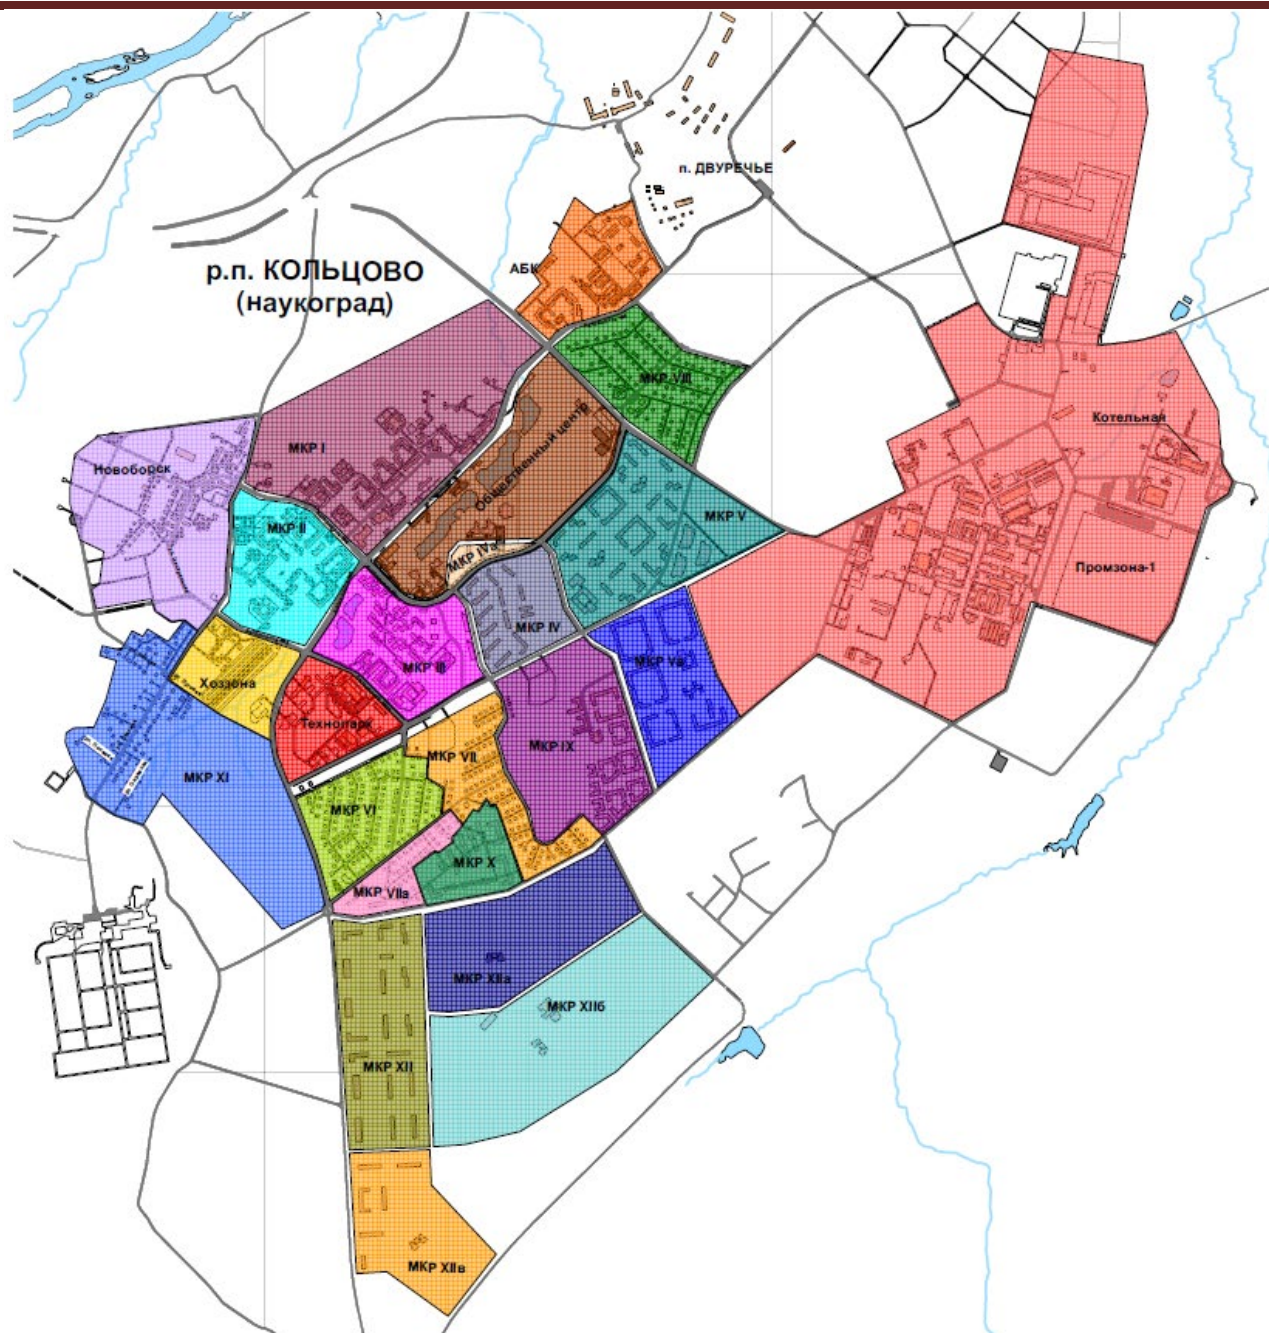 п. ДВУРЕЧЬЕ
АБК
р.п. КОЛЬЦОВО
(наукоград)
МКР VIII
Котельная
Общественный центр
МКР I
Новоборск
МКР V
МКР II
МКР IVа
Промзона-1
МКР IV
МКР III
МКР Vа
Хоззона
Технопарк
МКР IX
МКР VII
МКР XI
МКР VI
МКР X
МКР VIIа
МКР XIIа
МКР XIIб
МКР XII
МКР XIIв